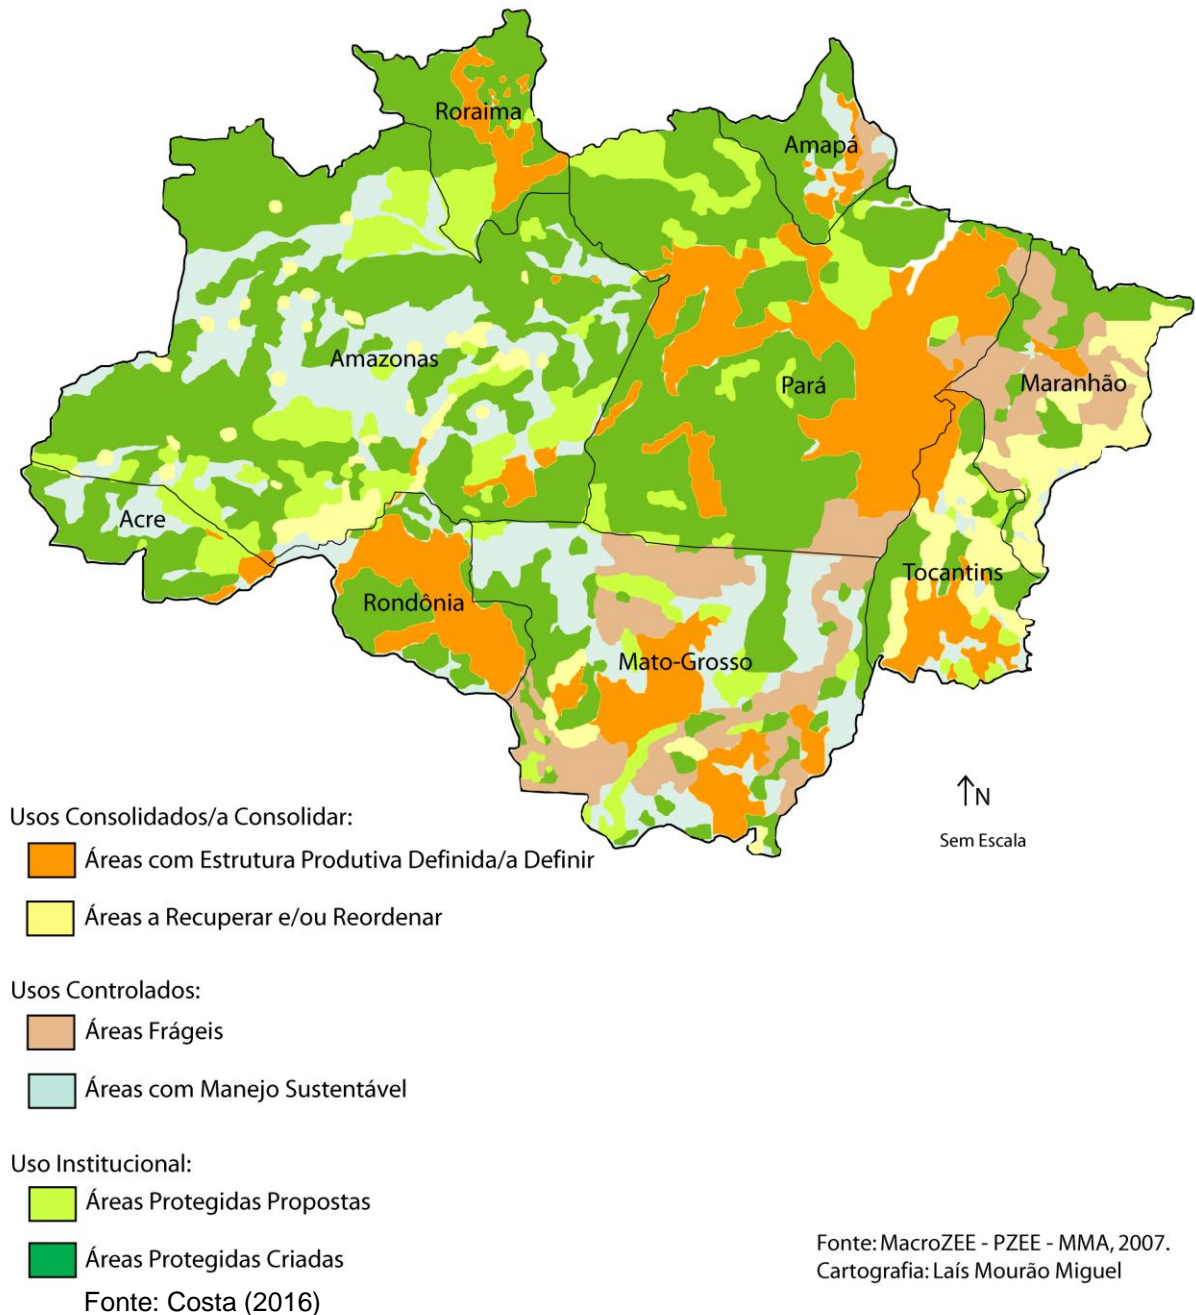 Roraima
Amapá
Amazonas
Pará
Maranhão
Acre
Tocantins
Rondônia
Mato-Grosso
N
Sem Escala
Usos Consolidados/a Consolidar:
Áreas com Estrutura Produtiva Definida/a Definir
Áreas a Recuperar e/ou Reordenar
Usos Controlados:
Áreas Frágeis
Áreas com Manejo Sustentável
Uso Institucional:
Áreas Protegidas Propostas
Áreas Protegidas Criadas
Fonte: MacroZEE - PZEE - MMA, 2007.
Cartografia: Laís Mourão Miguel
Fonte: Costa (2016)